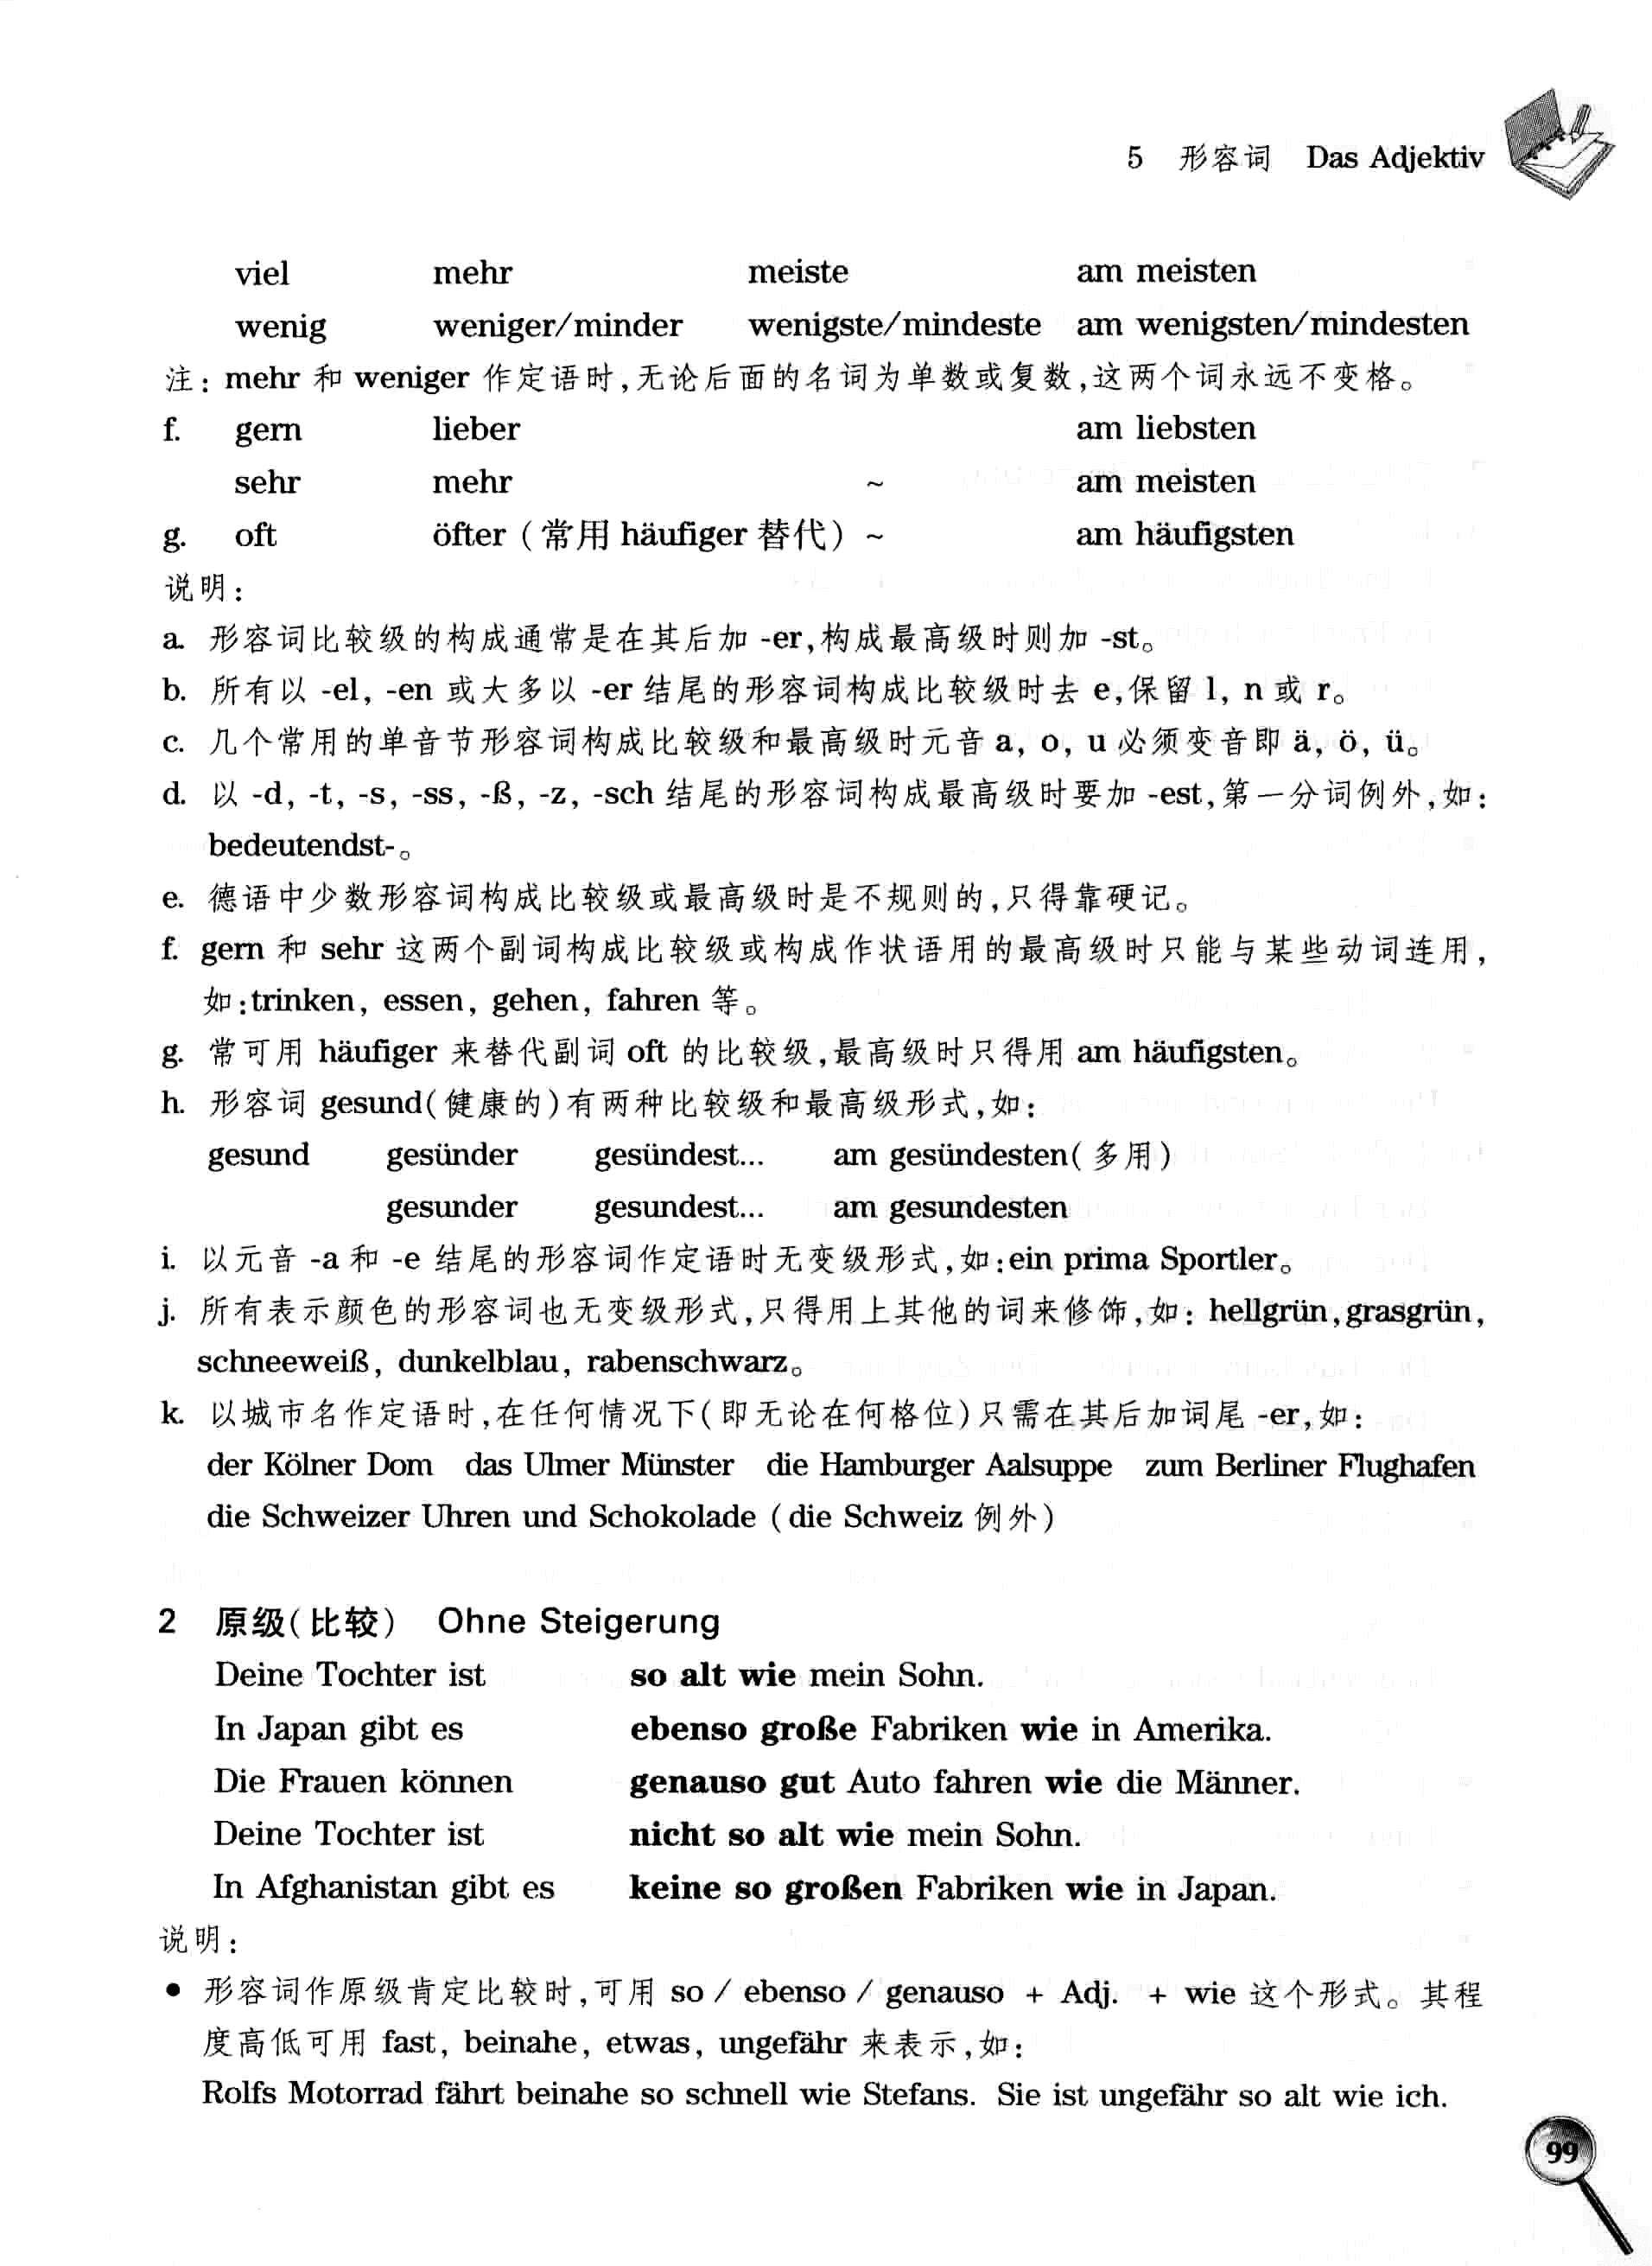 5 形容词 Das Adjektiv
viel mehr meiste am meisten
wenig weniger/minder wenigste/mindeste am wenigsten/mindesten
注：mehr 和 weniger 作定语时，无论后面的名词为单数或复数，这两个词永远不变格。
f. gern lieber am liebsten
sehr mehr ~ am meisten
g. oft öfter（常用 häufiger 替代）~ am häufigsten
说明：
a. 形容词比较级的构成通常是在其后加 -er，构成最高级时则加 -st。
b. 所有以 -el, -en 或大多以 -er 结尾的形容词构成比较级时去 e，保留 l, n 或 r。
c. 几个常用的单音节形容词构成比较级和最高级时元音 a, o, u 必须变音即 ä, ö, ü。
d. 以 -d, -t, -s, -ss, -ß, -z, -sch 结尾的形容词构成最高级时要加 -est，第一分词例外，如：
bedeutendst-。
e. 德语中少数形容词构成比较级或最高级时是不规则的，只得靠硬记。
f. gern 和 sehr 这两个副词构成比较级或构成作状语用的最高级时只能与某些动词连用，
如：trinken, essen, gehen, fahren 等。
g. 常可用 häufiger 来替代副词 oft 的比较级，最高级时只得用 am häufigsten。
h. 形容词 gesund（健康的）有两种比较级和最高级形式，如：
gesund gesünder gesündest... am gesündesten（多用）
gesunder gesundest... am gesundesten
i. 以元音 -a 和 -e 结尾的形容词作定语时无变级形式，如：ein prima Sportler。
j. 所有表示颜色的形容词也无变级形式，只得用上其他的词来修饰，如：hellgrün, grasgrün,
schneeweiß, dunkelblau, rabenschwarz。
k. 以城市名作定语时，在任何情况下（即无论在何格位）只需在其后加词尾 -er，如：
der Kölner Dom das Ulmer Münster die Hamburger Aalsuppe zum Berliner Flughafen
die Schweizer Uhren und Schokolade（die Schweiz 例外）
2 原级（比较） Ohne Steigerung
Deine Tochter ist so alt wie mein Sohn.
In Japan gibt es ebenso große Fabriken wie in Amerika.
Die Frauen können genauso gut Auto fahren wie die Männer.
Deine Tochter ist nicht so alt wie mein Sohn.
In Afghanistan gibt es keine so großen Fabriken wie in Japan.
说明：
● 形容词作原级肯定比较时，可用 so / ebenso / genauso + Adj. + wie 这个形式。其程
度高低可用 fast, beinahe, etwas, ungefähr 来表示，如：
Rolfs Motorrad fährt beinahe so schnell wie Stefans. Sie ist ungefähr so alt wie ich.
99